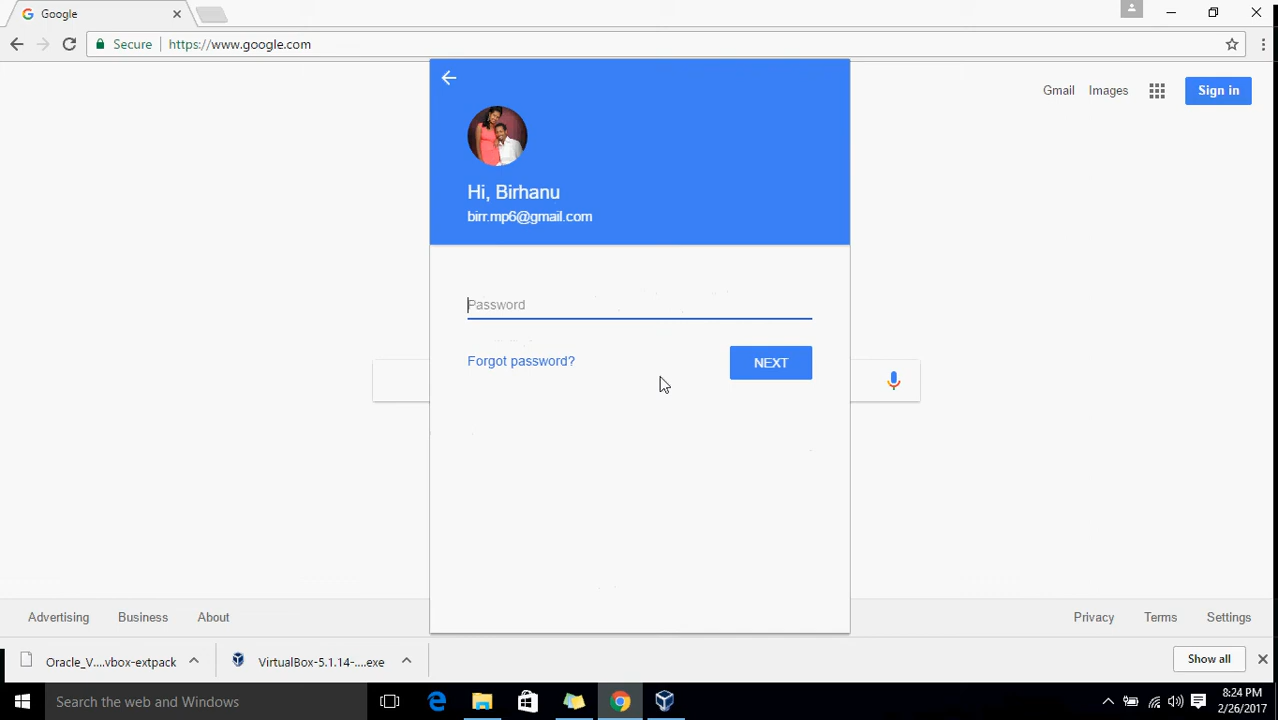 Google
Secure
https://www.google.com
Gmail
Images
Sign in
Hi, Birhanu
birr.mp6@gmail.com
Password
Forgot password?
NEXT
Advertising
Business
About
Privacy
Terms
Settings
Oracle_V....vbox-extpack
VirtualBox-5.1.14-....exe
Show all
Search the web and Windows
8:24 PM
2/26/2017